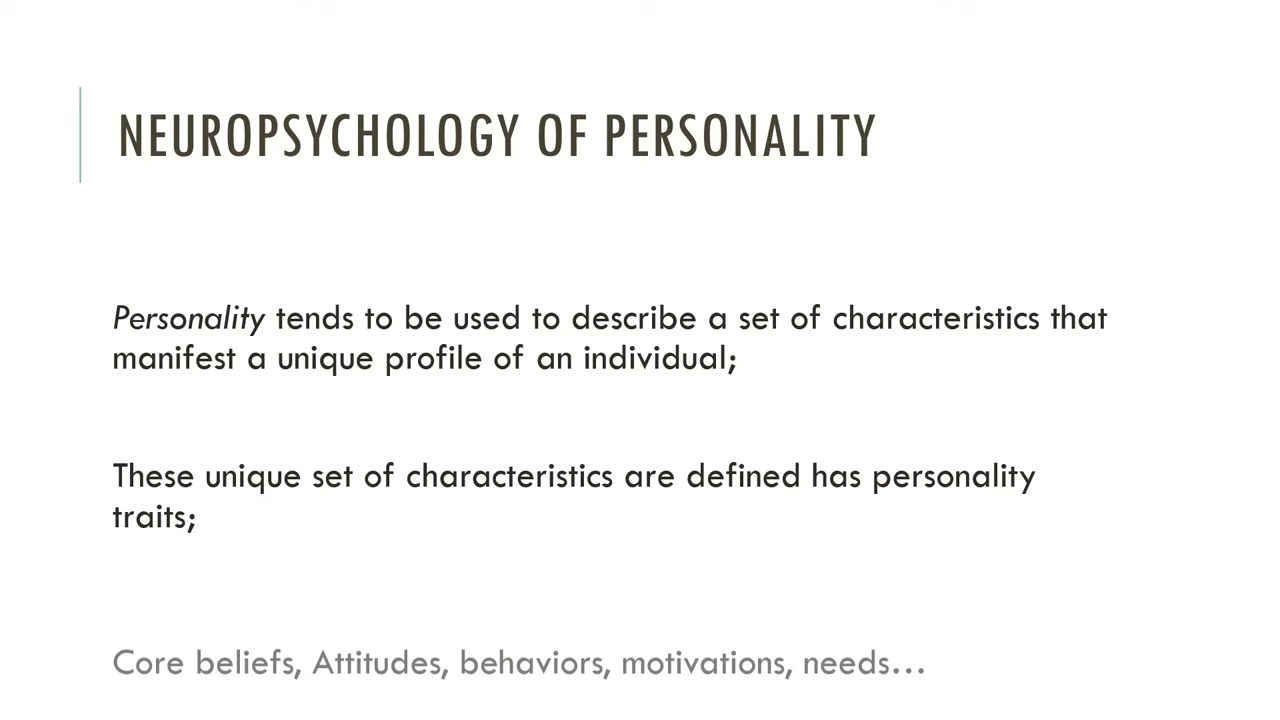 NEUROPSYCHOLOGY OF PERSONALITY
Personality tends to be used to describe a set of characteristics that
manifest a unique profile of an individual;
These unique set of characteristics are defined has personality
traits;
Core beliefs, Attitudes, behaviors, motivations, needs...